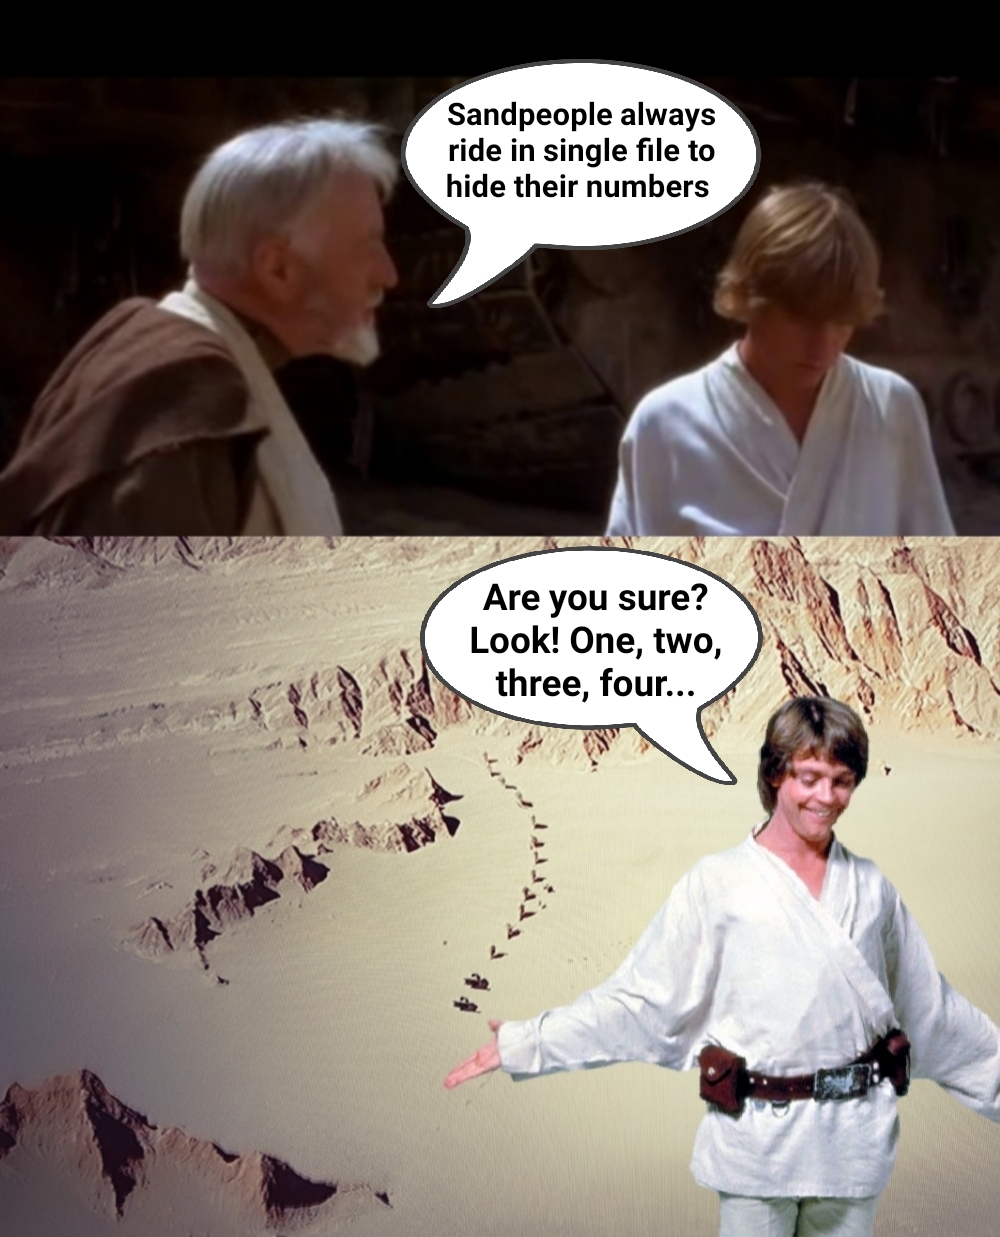 Sandpeople always
ride in single file to
hide their numbers
Are you sure?
Look! One, two,
three, four...